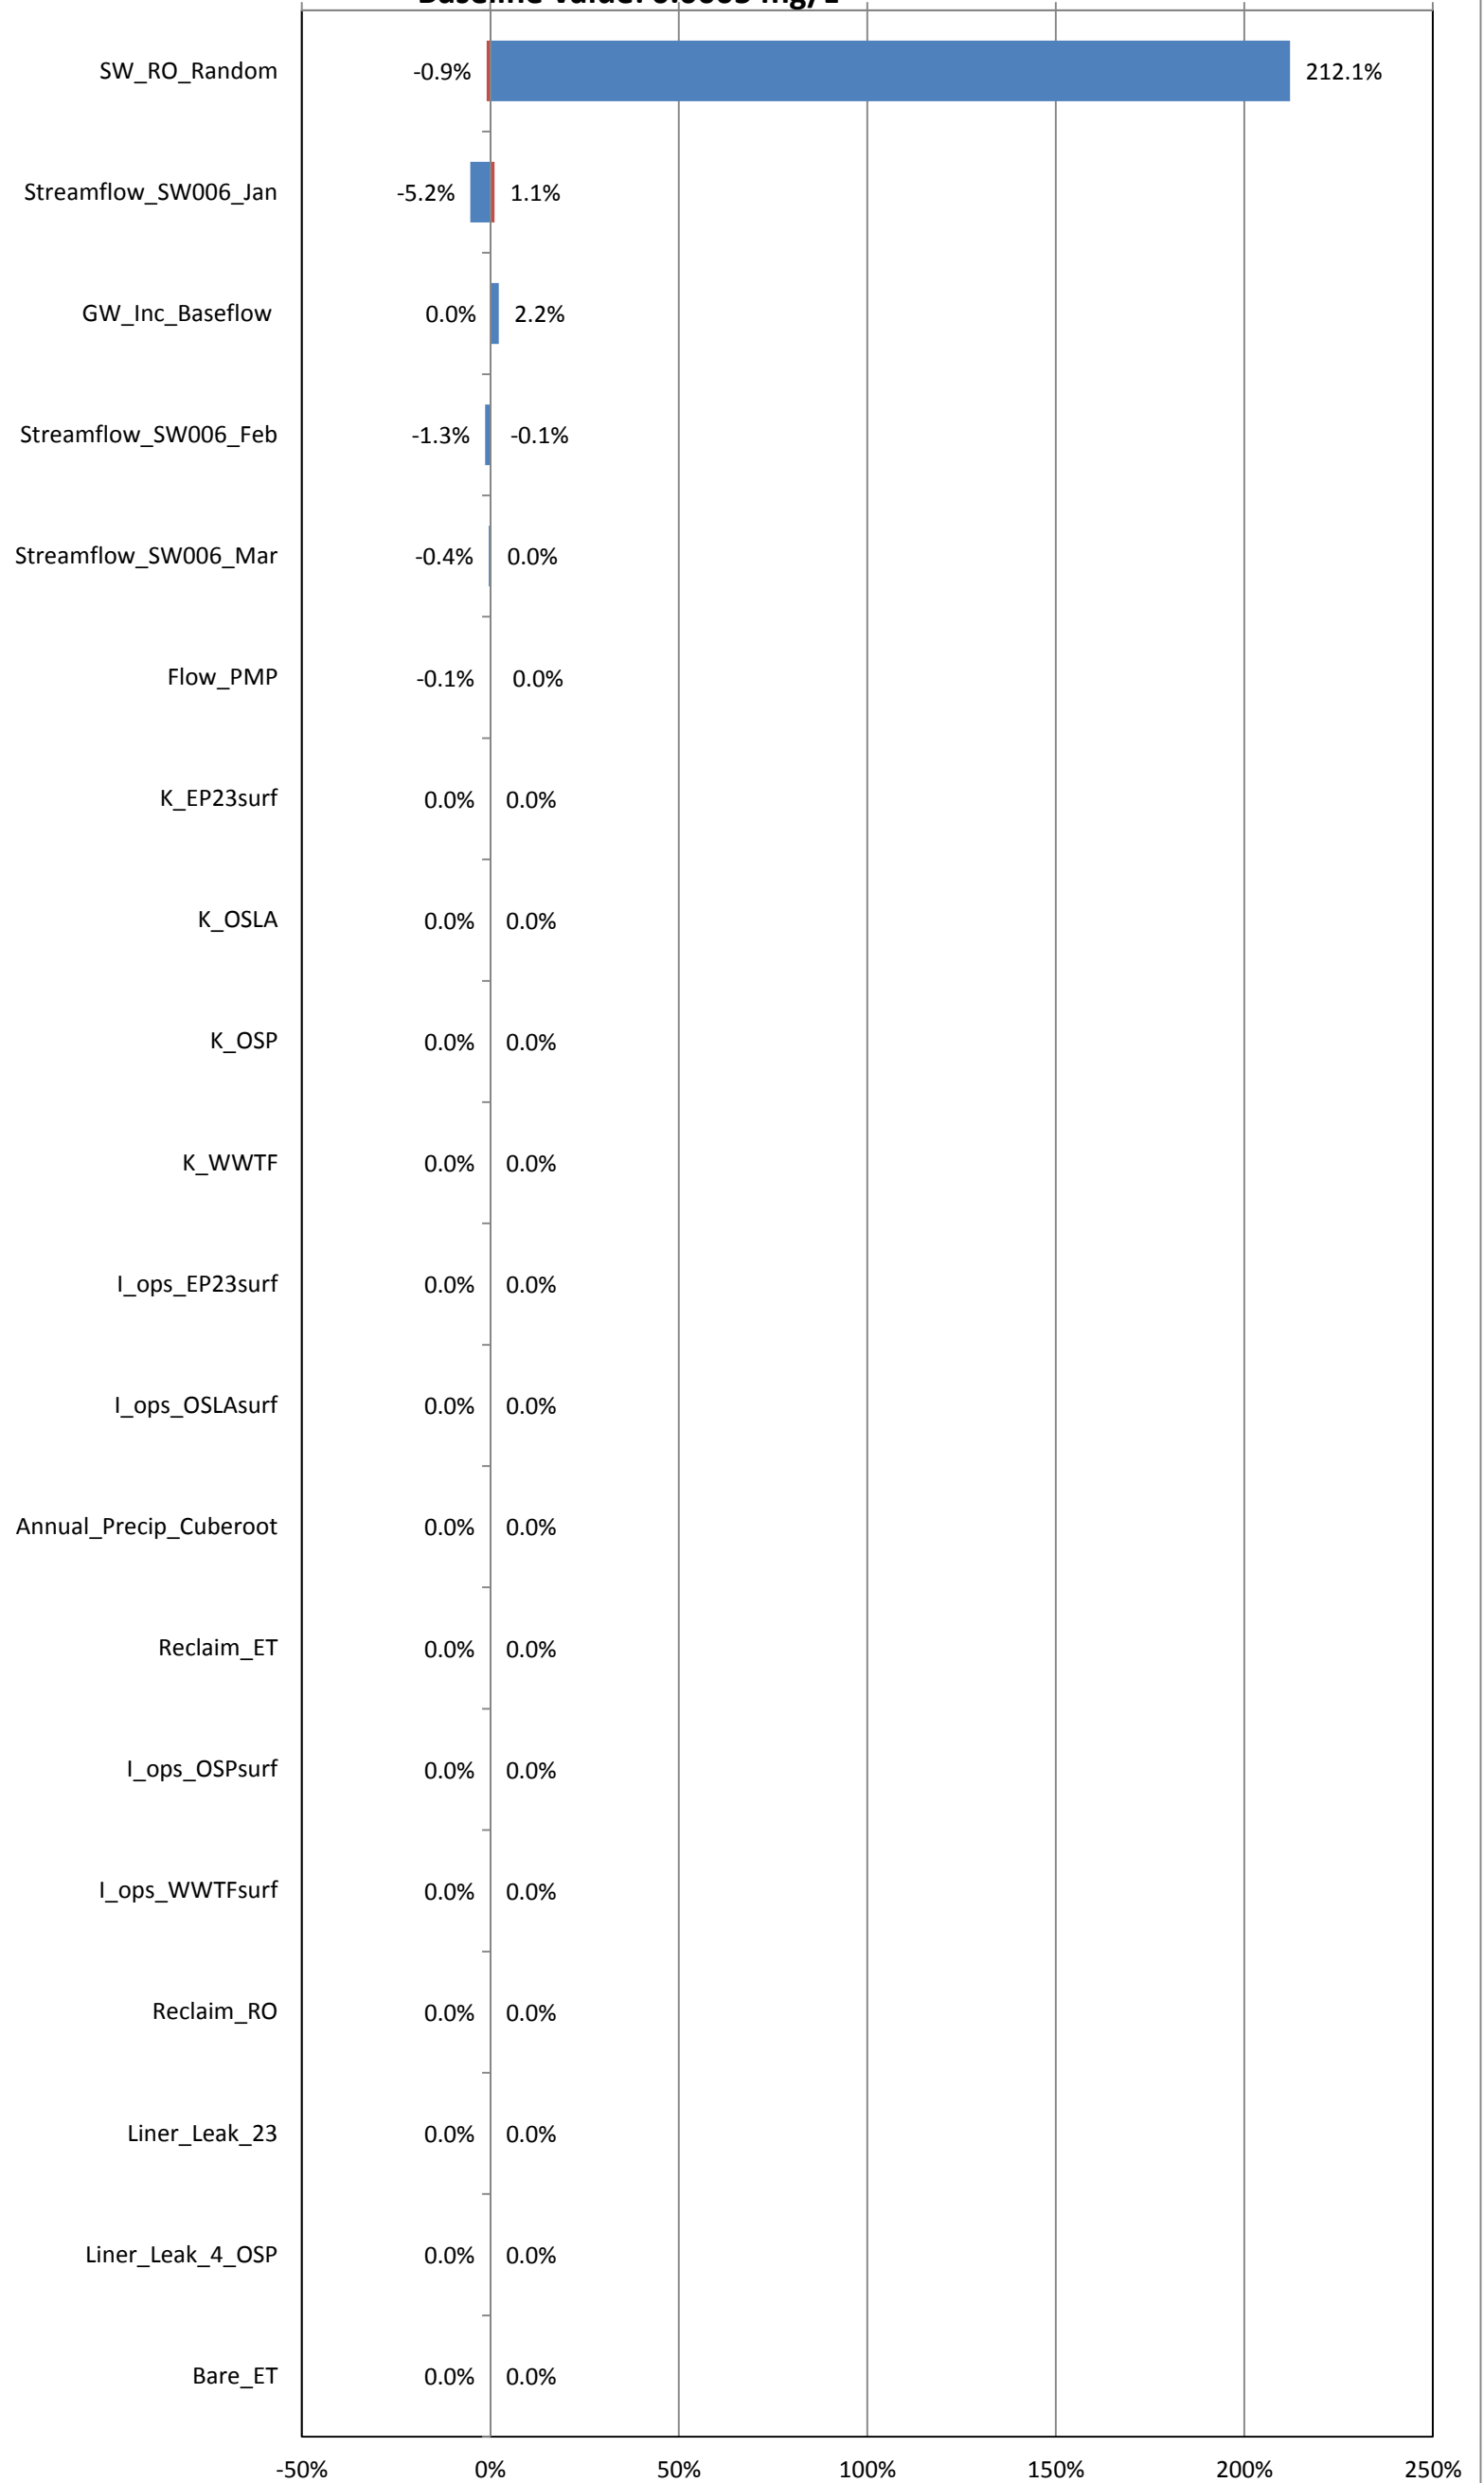 Baseline Value: mg/L
SW_RO_Random -0.9% 212.1%
Streamflow_SW006_Jan -5.2% 1.1%
GW_Inc_Baseflow 0.0% 2.2%
Streamflow_SW006_Feb -1.3% -0.1%
Streamflow_SW006_Mar -0.4% 0.0%
Flow_PMP -0.1% 0.0%
K_EP23surf 0.0% 0.0%
K_OSLA 0.0% 0.0%
K_OSP 0.0% 0.0%
K_WWTF 0.0% 0.0%
I_ops_EP23surf 0.0% 0.0%
I_ops_OSLAsurf 0.0% 0.0%
Annual_Precip_Cuberoot 0.0% 0.0%
Reclaim_ET 0.0% 0.0%
I_ops_OSPsurf 0.0% 0.0%
I_ops_WWTFsurf 0.0% 0.0%
Reclaim_RO 0.0% 0.0%
Liner_Leak_23 0.0% 0.0%
Liner_Leak_4_OSP 0.0% 0.0%
Bare_ET 0.0% 0.0%
-50% 0% 50% 100% 150% 200% 250%